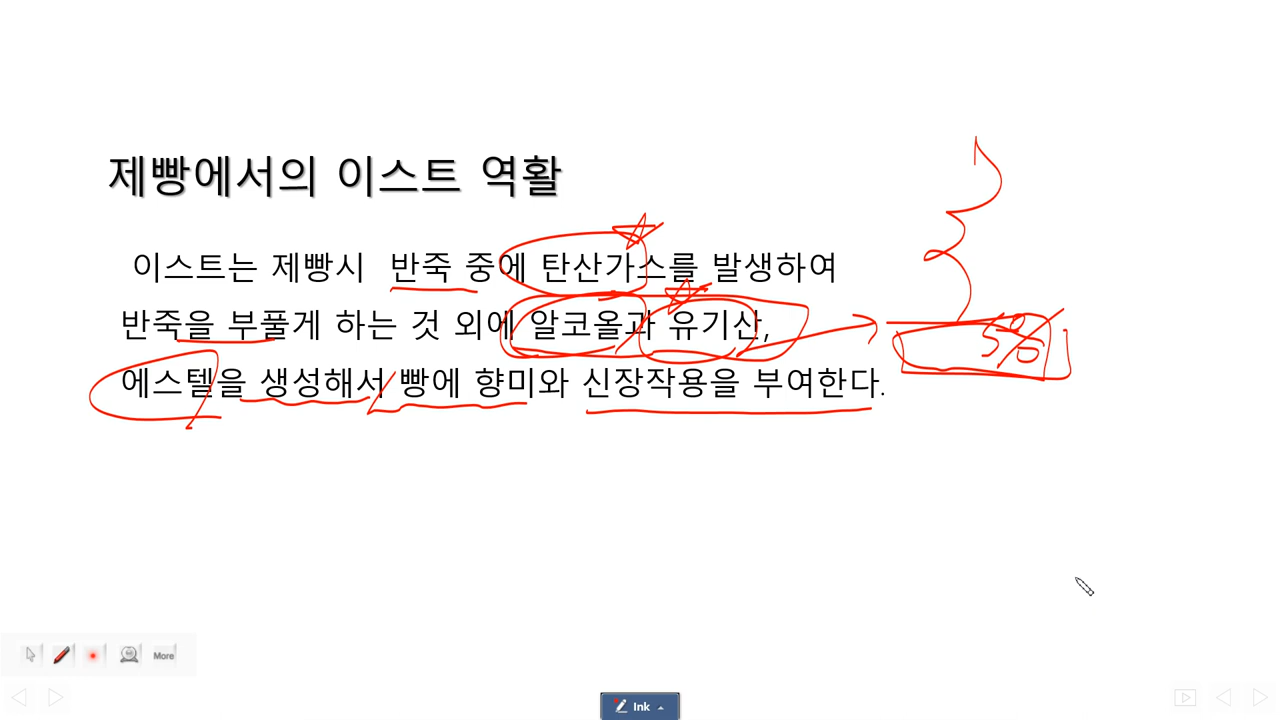 제빵에서의 이스트 역활
이스트는 제빵시 반죽 중에 탄산가스를 발생하여
반죽을 부풀게 하는 것 외에 알코올과 유기산,
에스텔을 생성해서 빵에 향미와 신장작용을 부여한다.
5%
More
Ink